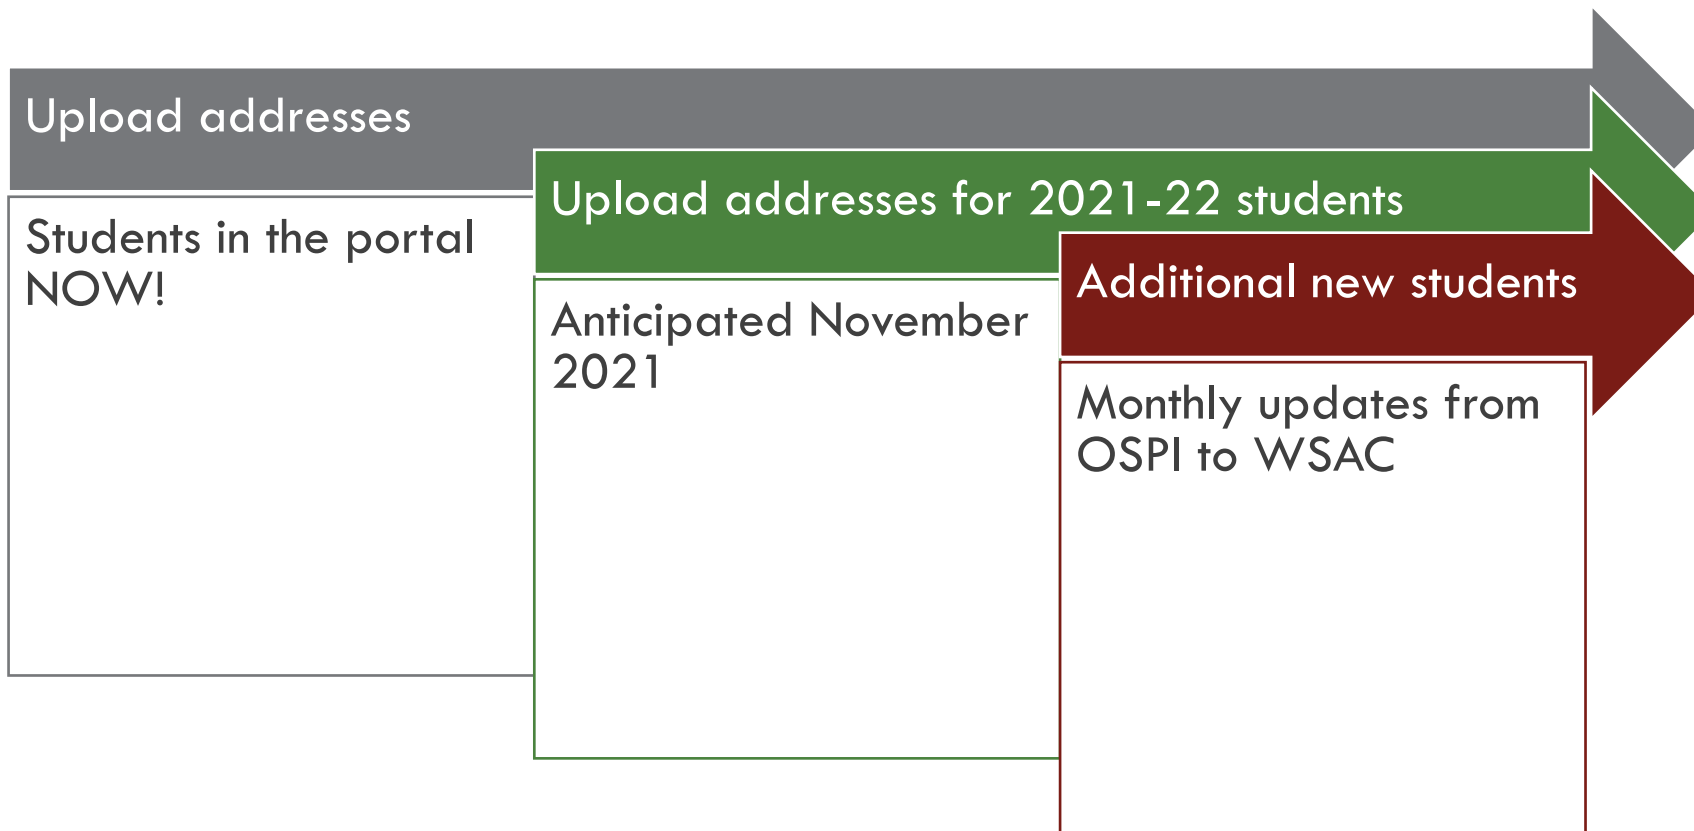 Upload addresses
Students in the portal
NOW!
Upload addresses for 2021-22 students
Anticipated November
2021
Additional new students
Monthly updates from
OSPI to WSAC